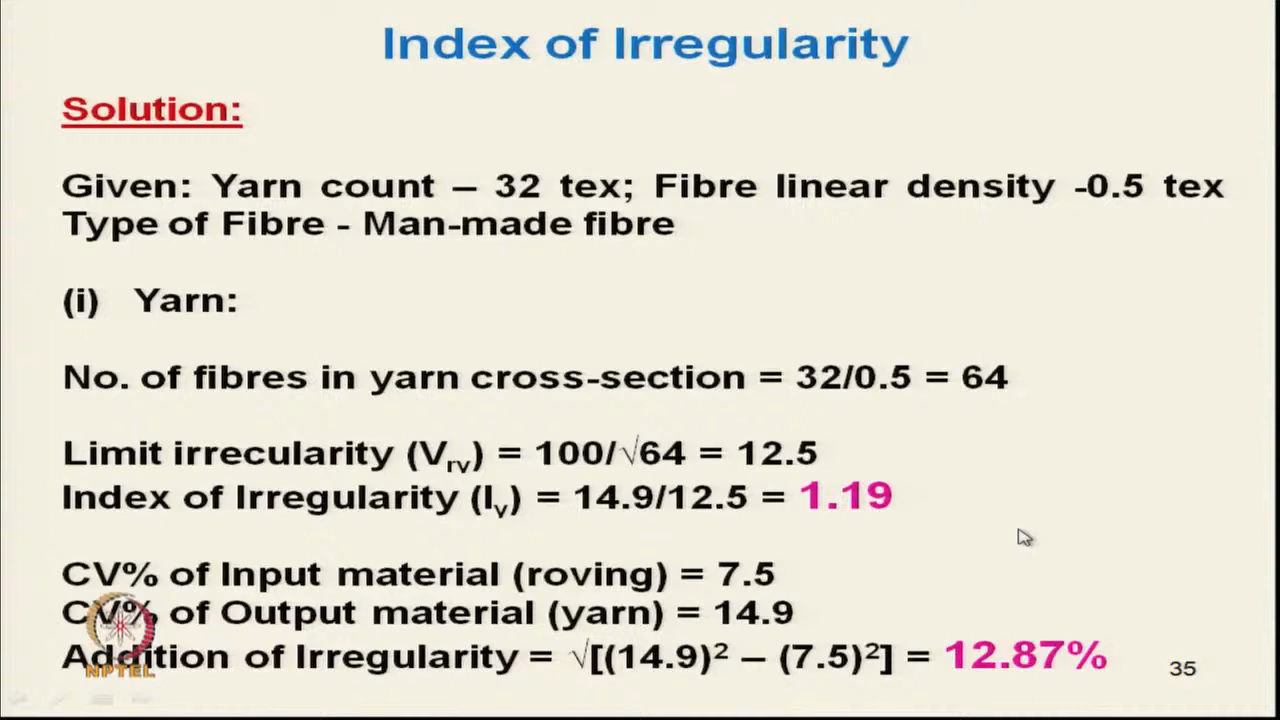 Index of Irregularity
Solution:
Given: Yarn count – 32 tex; Fibre linear density -0.5 tex
Type of Fibre - Man-made fibre
(i) Yarn:
No. of fibres in yarn cross-section = 32/0.5 = 64
Limit irrecularity (Vrv) = 100/√64 = 12.5
Index of Irregularity (Iv) = 14.9/12.5 = 1.19
CV% of Input material (roving) = 7.5
CV% of Output material (yarn) = 14.9
Addition of Irregularity = √[(14.9)² – (7.5)²] = 12.87%
NPTEL
35